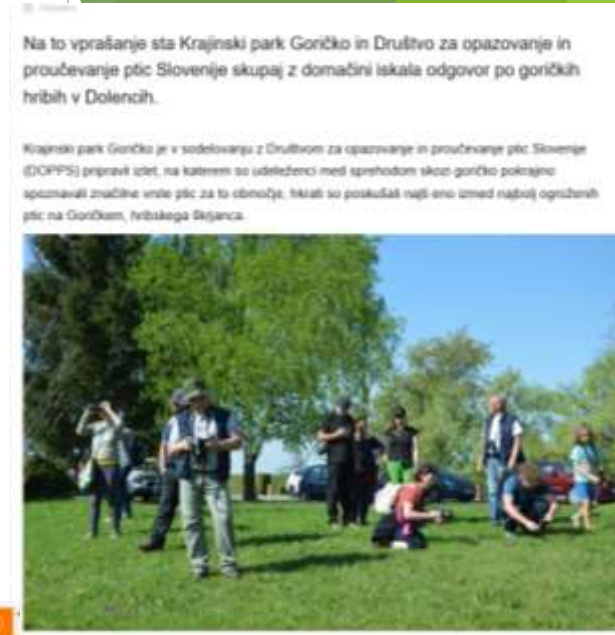 Na to vprašanje sta Krajinski park Goričko in Društvo za opazovanje in
proučevanje ptic Slovenije skupaj z domačini iskala odgovor po goričkih
hribih v Dolencih.
Krajinski park Goričko je v sodelovanju z Društvom za opazovanje in proučevanje ptic Slovenije
(DOPPS) pripravil izlet, na katerem so udeleženci med sprehodom skozi goričko pokrajino
spoznavali značilne vrste ptic za to območje, hkrati so poskušali najti eno izmed najbolj ogroženih
ptic na Goričkem, hribskega škrjanca.